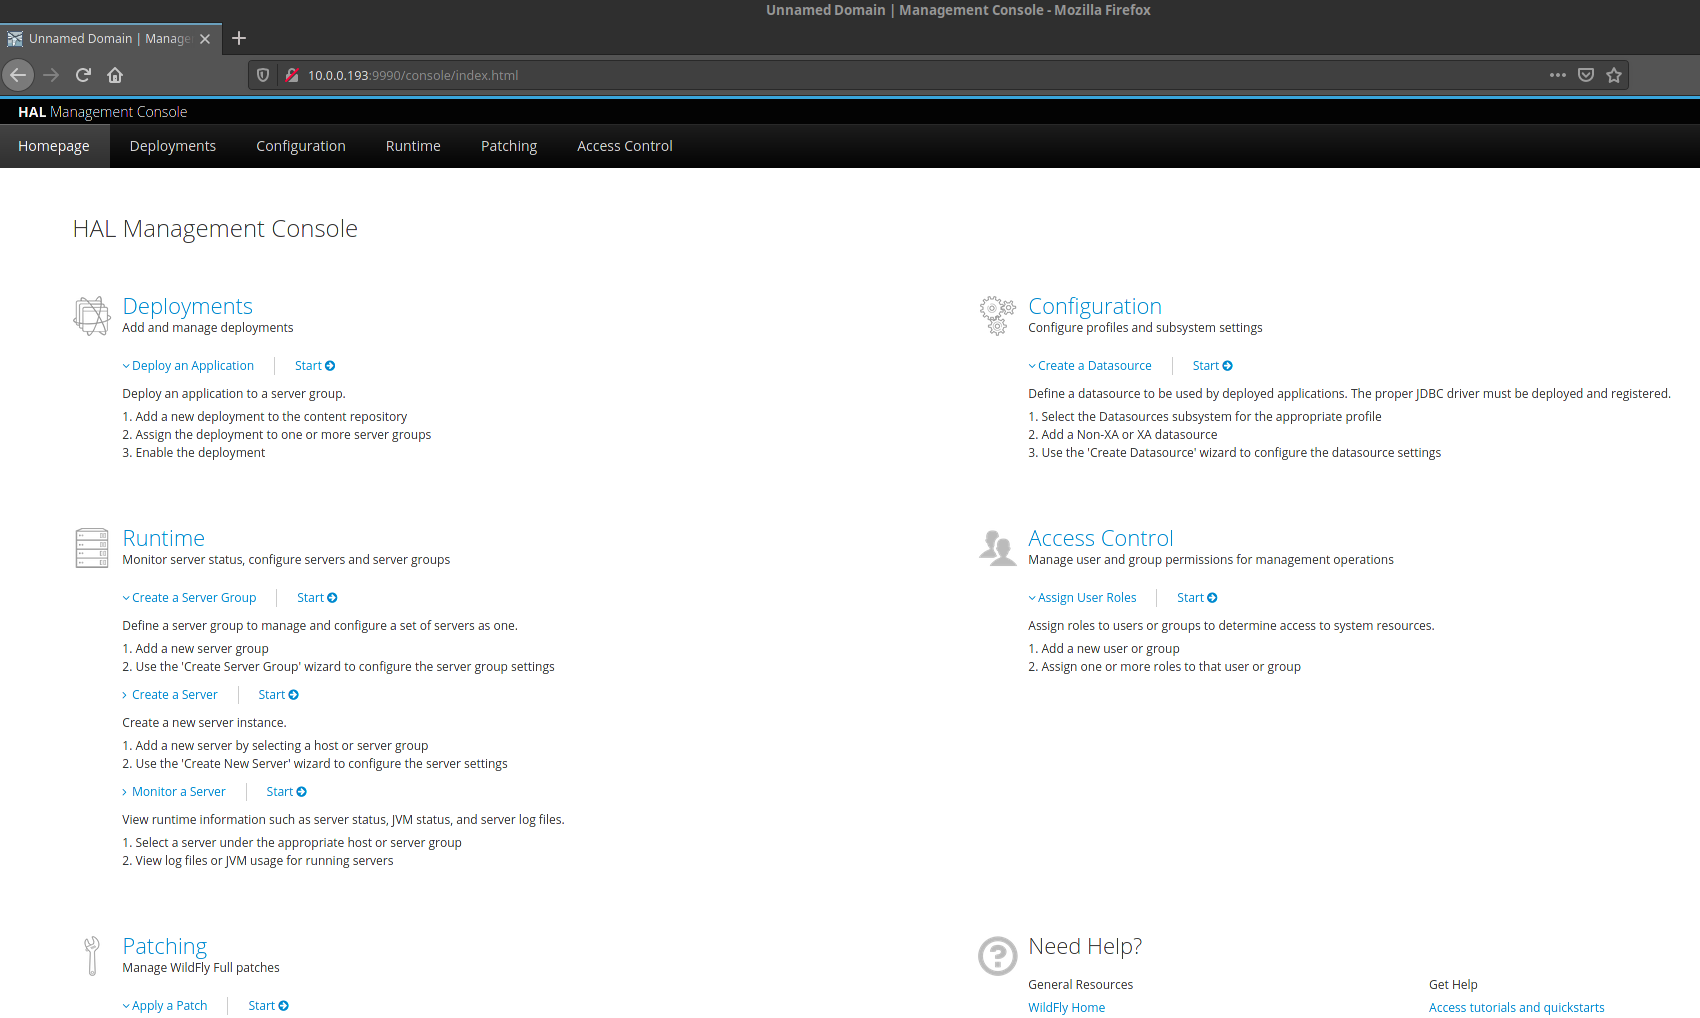 Unnamed Domain | Management Console - Mozilla Firefox
Unnamed Domain | Manage
10.0.0.193:9990/console/index.html
HAL Management Console
Homepage Deployments Configuration Runtime Patching Access Control
HAL Management Console
Deployments
Add and manage deployments
Deploy an Application Start
Deploy an application to a server group.
1. Add a new deployment to the content repository
2. Assign the deployment to one or more server groups
3. Enable the deployment
Configuration
Configure profiles and subsystem settings
Create a Datasource Start
Define a datasource to be used by deployed applications. The proper JDBC driver must be deployed and registered.
1. Select the Datasources subsystem for the appropriate profile
2. Add a Non-XA or XA datasource
3. Use the 'Create Datasource' wizard to configure the datasource settings
Runtime
Monitor server status, configure servers and server groups
Create a Server Group Start
Define a server group to manage and configure a set of servers as one.
1. Add a new server group
2. Use the 'Create Server Group' wizard to configure the server group settings
Create a Server Start
Create a new server instance.
1. Add a new server by selecting a host or server group
2. Use the 'Create New Server' wizard to configure the server settings
Monitor a Server Start
View runtime information such as server status, JVM status, and server log files.
1. Select a server under the appropriate host or server group
2. View log files or JVM usage for running servers
Access Control
Manage user and group permissions for management operations
Assign User Roles Start
Assign roles to users or groups to determine access to system resources.
1. Add a new user or group
2. Assign one or more roles to that user or group
Patching
Manage WildFly Full patches
Apply a Patch Start
Need Help?
General Resources
WildFly Home
Get Help
Access tutorials and quickstarts